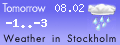 Tomorrow 08.02
-1..-3
Weather in Stockholm